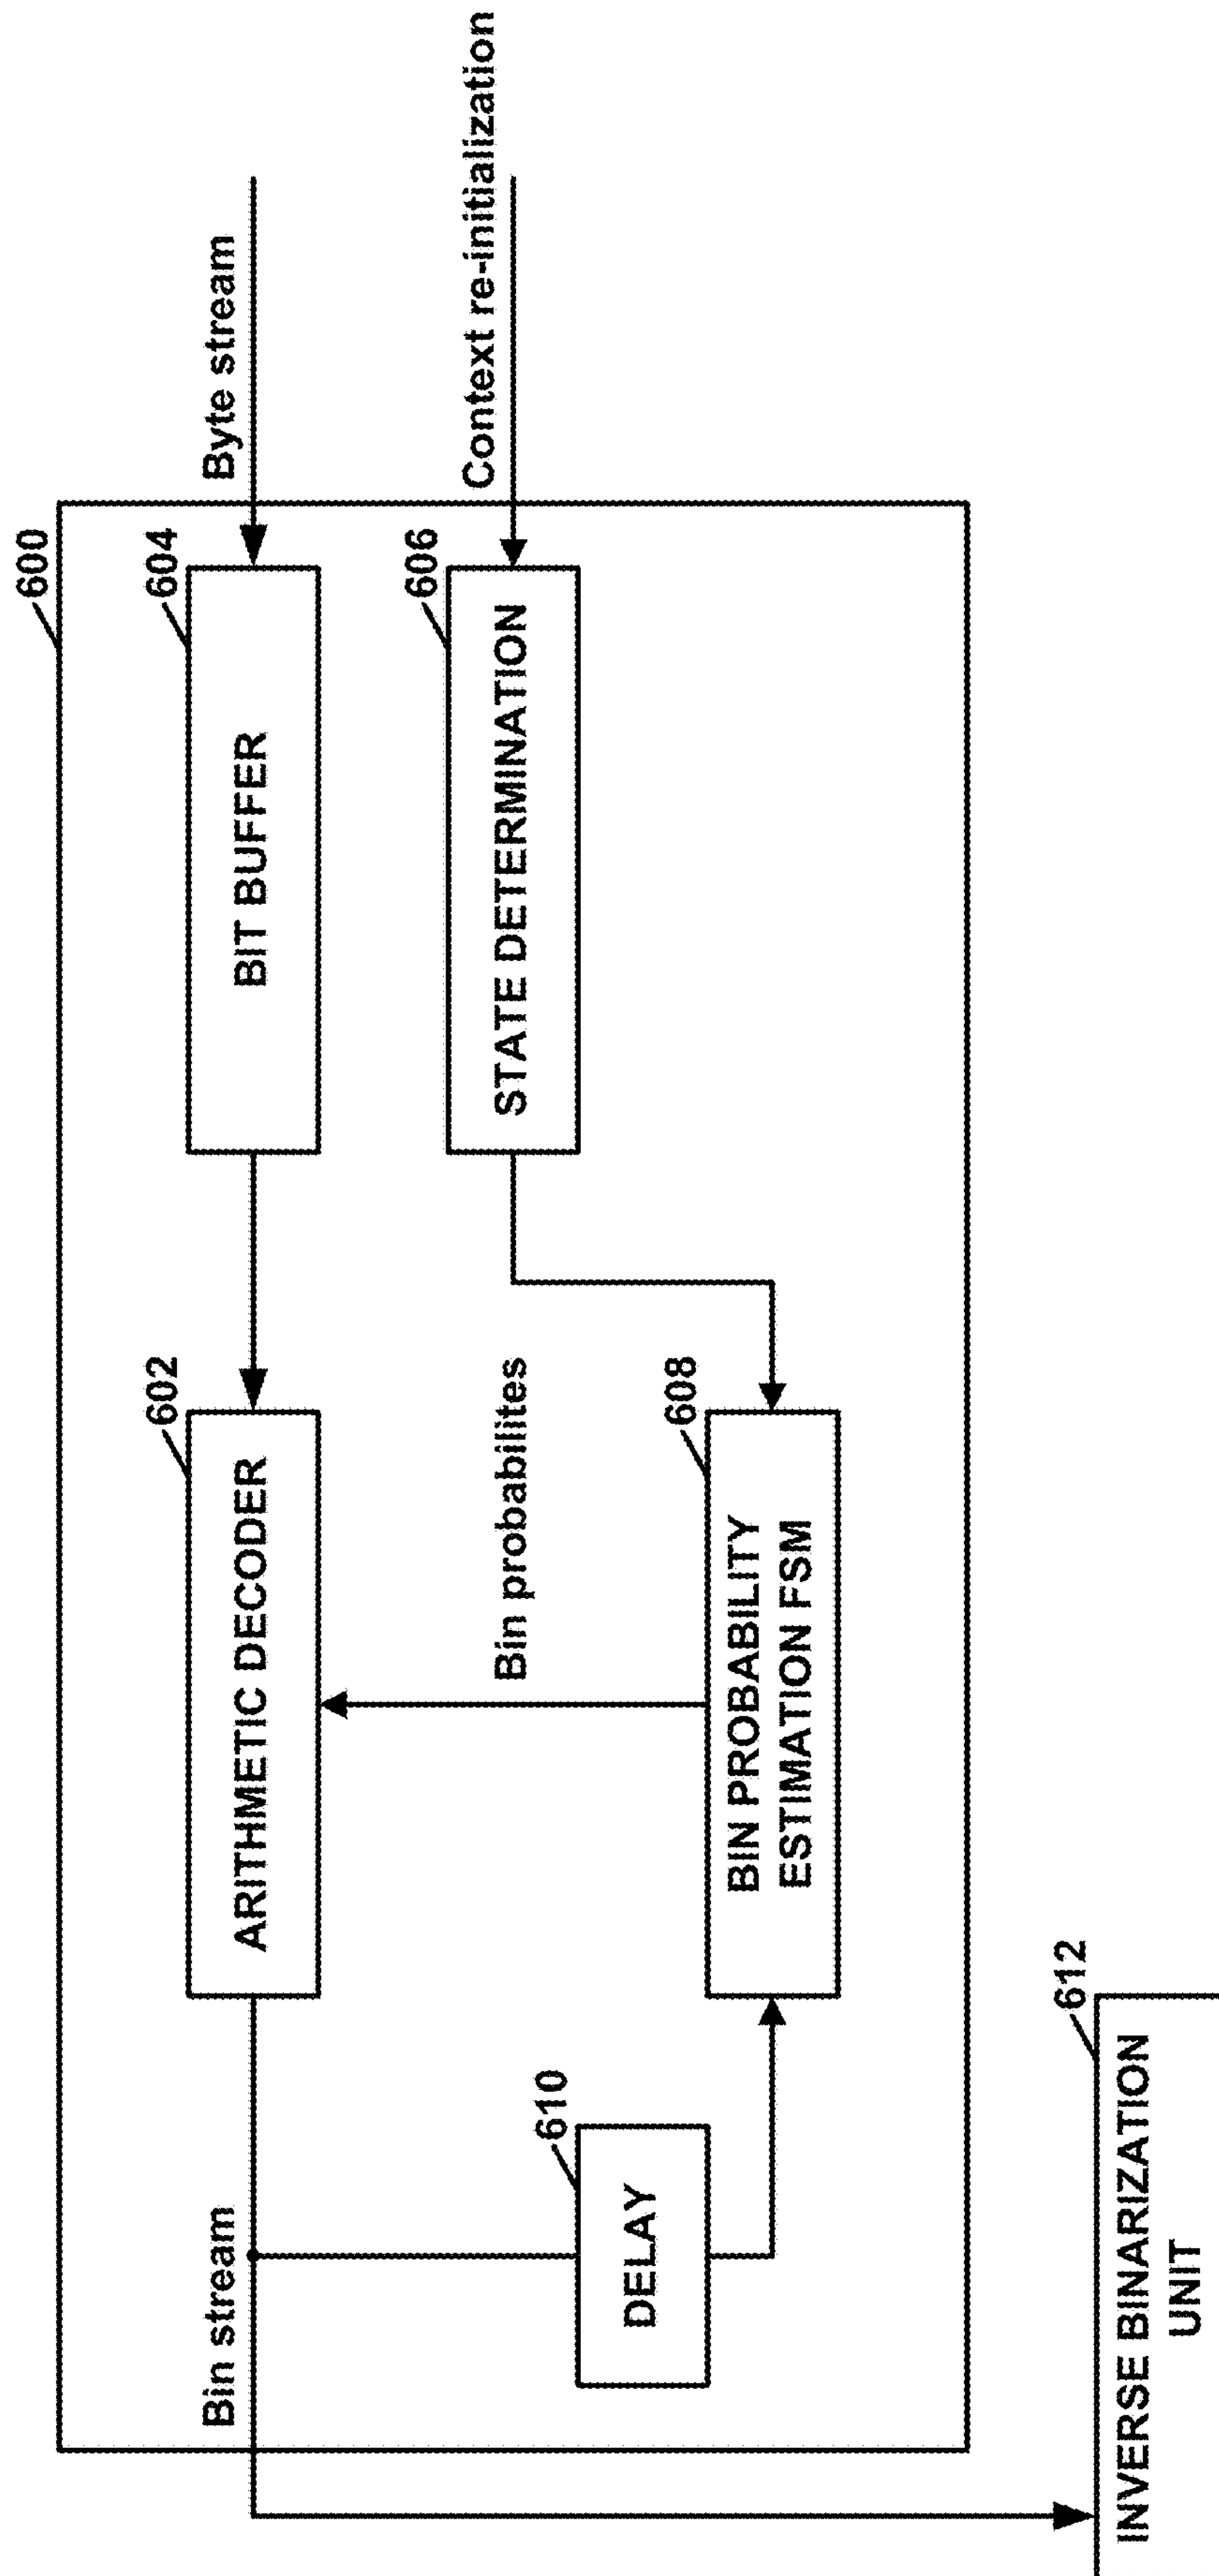 600
Byte stream
604
BIT BUFFER
602
ARITHMETIC DECODER
Bin stream
Context re-initialization
606
STATE DETERMINATION
Bin probabilites
610
DELAY
608
BIN PROBABILITY
ESTIMATION FSM
612
INVERSE BINARIZATION
UNIT